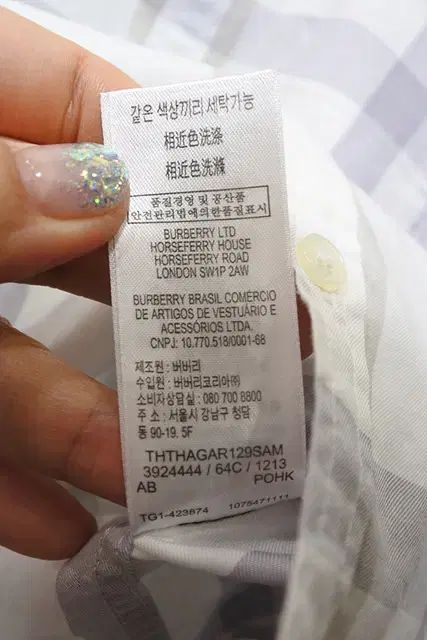 같은 색상끼리 세탁가능
相近色洗涤
相近色洗滌
품질경영 및 공산품
안전관리법에의한품질표시
BURBERRY LTD
HORSEFERRY HOUSE
HORSEFERRY ROAD
LONDON SW1P 2AW
BURBERRY BRASIL COMÉRCIO
DE ARTIGOS DE VESTUÁRIO E
ACESSÓRIOS LTDA.
CNPJ: 10.770.518/0001-68
제조원 : 버버리
수입원 : 버버리코리아㈜
소비자상담실 : 080 700 8800
주 소 : 서울시 강남구 청담
동 90-19. 5F
THTHAGAR129SAM
3924444 / 64C / 1213
AB POHK
TG1-423874 1075471111